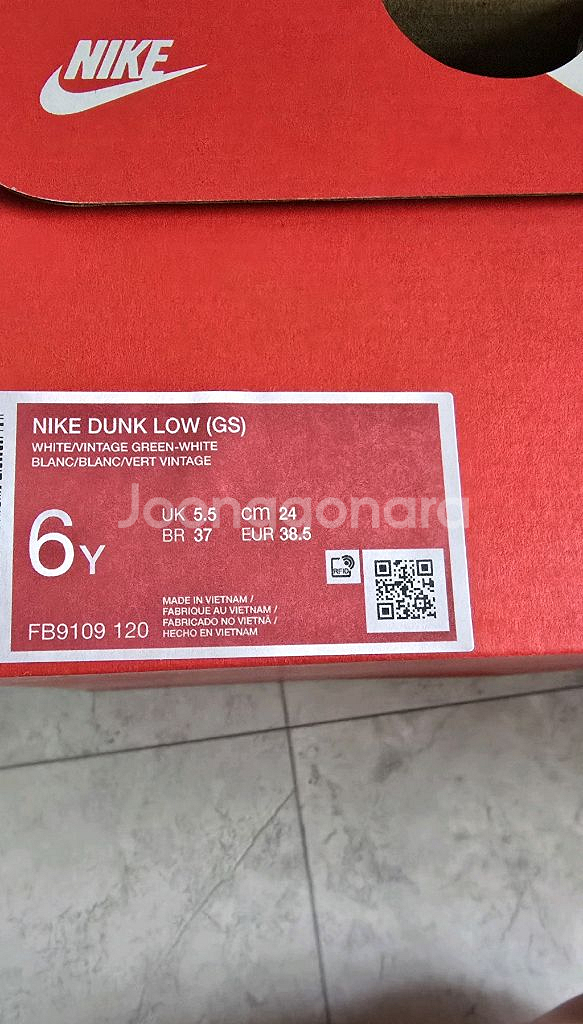 NIKE
NIKE DUNK LOW (GS)
WHITE/VINTAGE GREEN-WHITE
BLANC/BLANC/VERT VINTAGE
Joonggonara
6Y
UK 5.5 cm 24
BR 37 EUR 38.5
RFID
MADE IN VIETNAM /
FABRIQUE AU VIETNAM /
FABRICADO NO VIETNÃ /
HECHO EN VIETNAM
FB9109 120